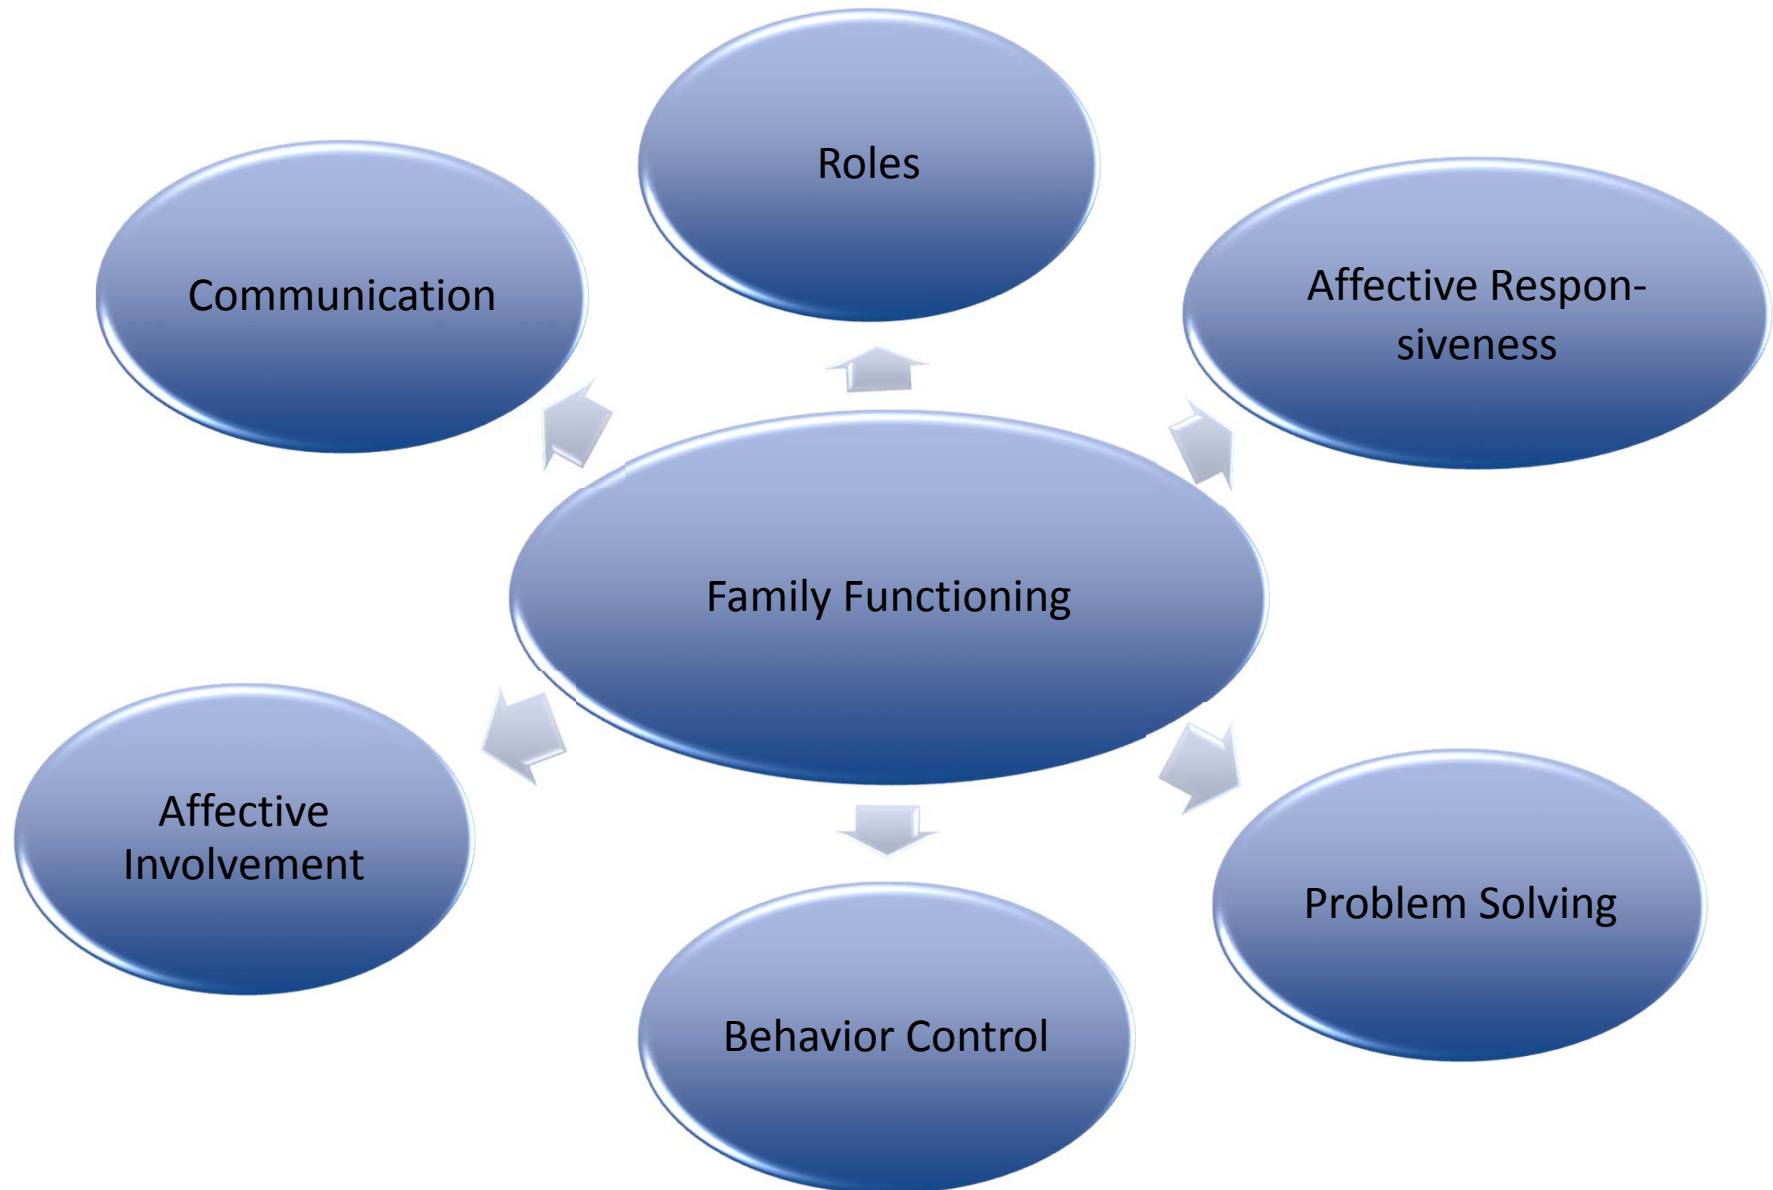 Roles
Communication
Affective Respon-
siveness
Family Functioning
Affective
Involvement
Problem Solving
Behavior Control